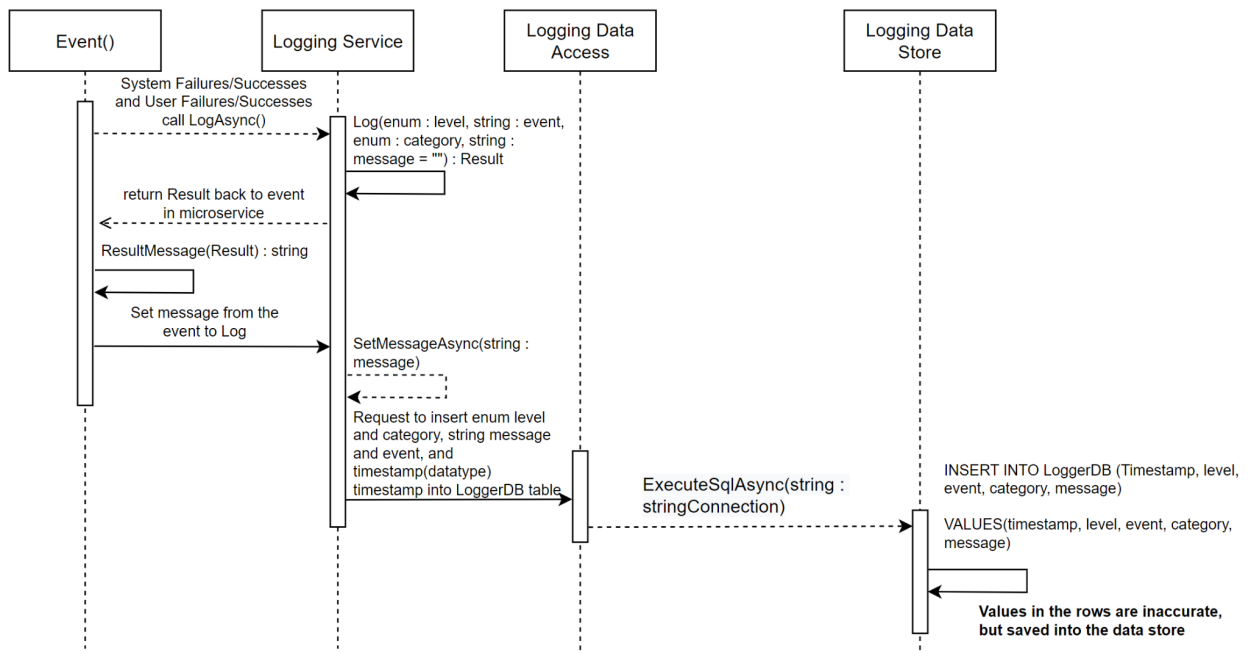 Event()
Logging Service
Logging Data
Access
Logging Data
Store
System Failures/Successes
and User Failures/Successes
call LogAsync()
Log(enum : level, string : event,
enum : category, string :
message = "") : Result
return Result back to event
in microservice
ResultMessage(Result) : string
Set message from the
event to Log
SetMessageAsync(string :
message)
Request to insert enum level
and category, string message
and event, and
timestamp(datatype)
timestamp into LoggerDB table
ExecuteSqlAsync(string :
stringConnection)
INSERT INTO LoggerDB (Timestamp, level,
event, category, message)
VALUES(timestamp, level, event, category,
message)
Values in the rows are inaccurate,
but saved into the data store